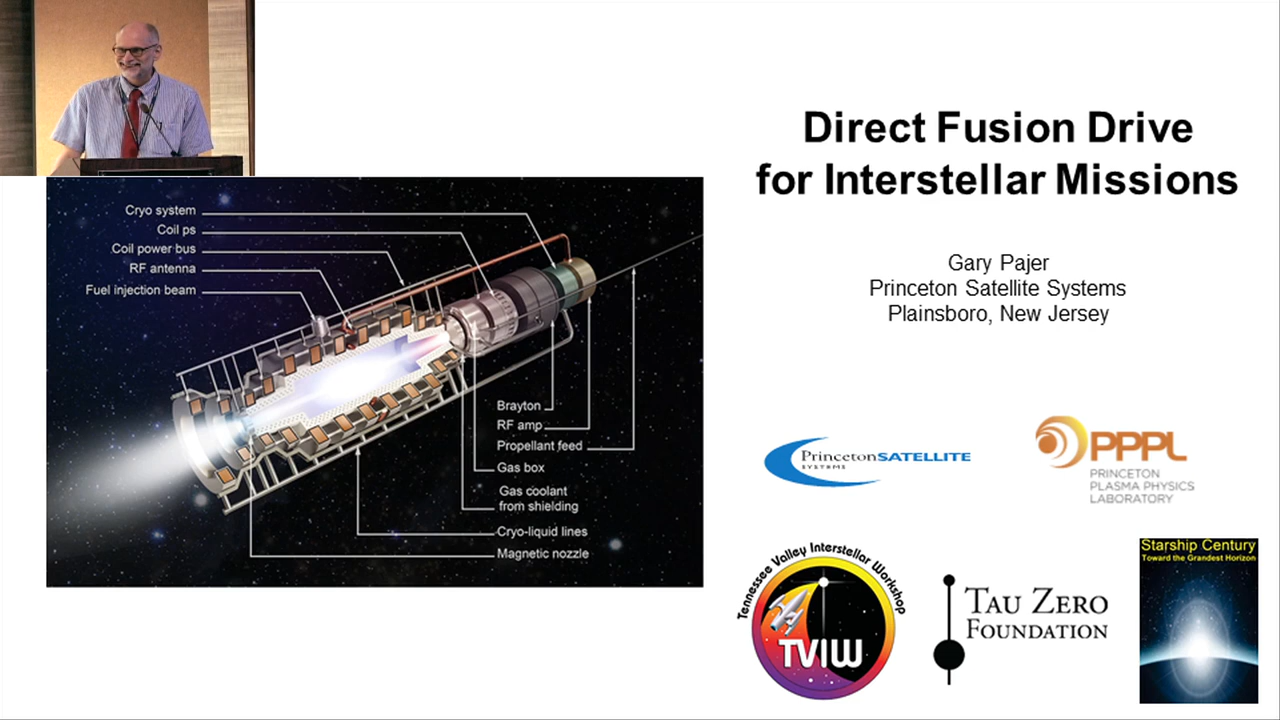 Direct Fusion Drive
for Interstellar Missions
Gary Pajer
Princeton Satellite Systems
Plainsboro, New Jersey
Cryo system
Coil ps
Coil power bus
RF antenna
Fuel injection beam
Brayton
RF amp
Propellant feed
Gas box
Gas coolant
from shielding
Cryo-liquid lines
Magnetic nozzle
PrincetonSATELLITE
SYSTEMS
PPPL
PRINCETON
PLASMA PHYSICS
LABORATORY
Tennessee Valley Interstellar Workshop
TVIW
TAU ZERO
FOUNDATION
Starship Century
Toward the Grandest Horizon